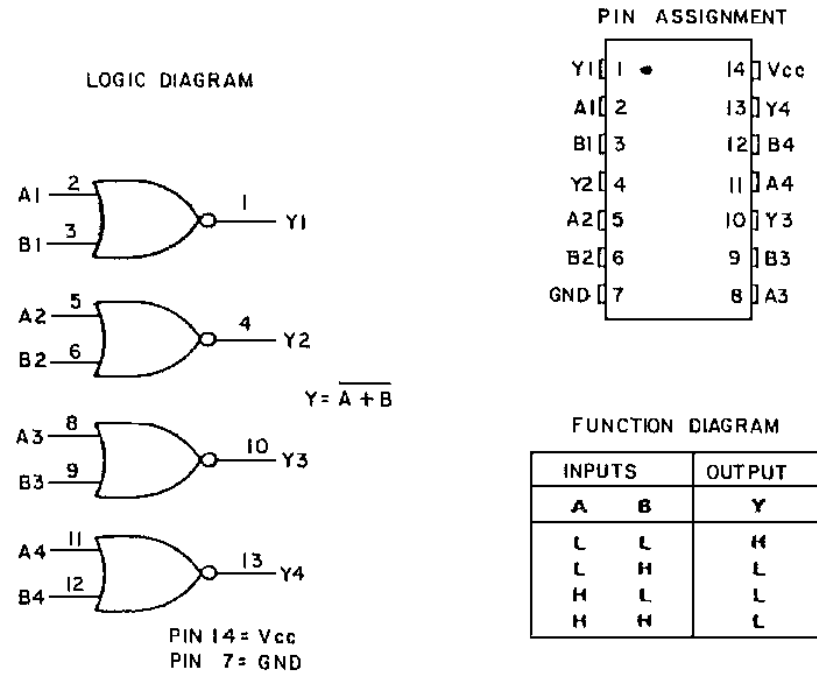 LOGIC DIAGRAM
A1 2
B1 3
1 Y1
A2 5
B2 6
4 Y2
Y = A + B
A3 8
B3 9
10 Y3
A4 11
B4 12
13 Y4
PIN 14 = Vcc
PIN 7 = GND
PIN ASSIGNMENT
Y1 1 14 Vcc
A1 2 13 Y4
B1 3 12 B4
Y2 4 11 A4
A2 5 10 Y3
B2 6 9 B3
GND 7 8 A3
FUNCTION DIAGRAM
INPUTS OUTPUT
A B Y
L L H
L H L
H L L
H H L